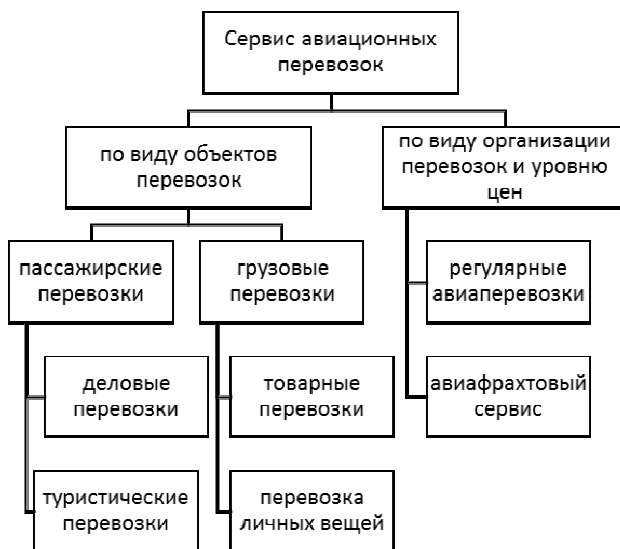 Сервис авиационных
перевозок
по виду объектов
перевозок
по виду организации
перевозок и уровню
цен
пассажирские
перевозки
грузовые
перевозки
регулярные
авиаперевозки
деловые
перевозки
товарные
перевозки
авиафрахтовый
сервис
туристические
перевозки
перевозка
личных вещей